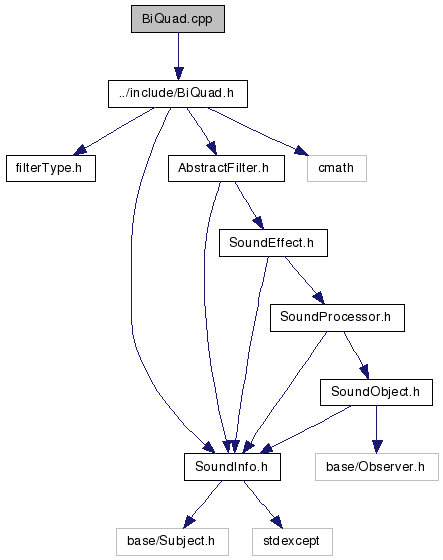 BiQuad.cpp
../include/BiQuad.h
filterType.h
AbstractFilter.h
cmath
SoundEffect.h
SoundProcessor.h
SoundObject.h
SoundInfo.h
base/Observer.h
base/Subject.h
stdexcept